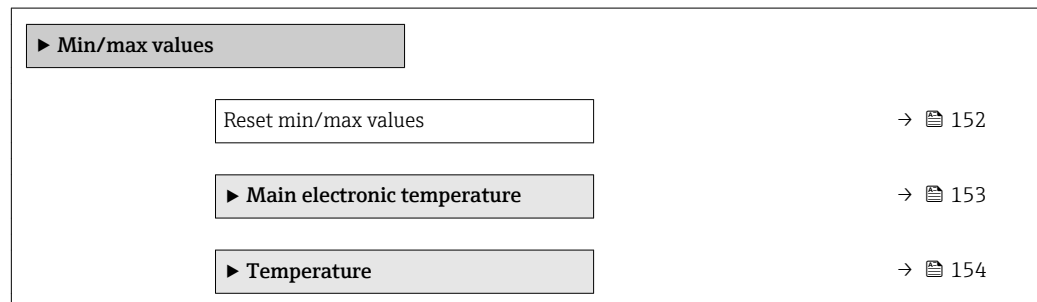 ▶ Min/max values
Reset min/max values → 152
▶ Main electronic temperature → 153
▶ Temperature → 154